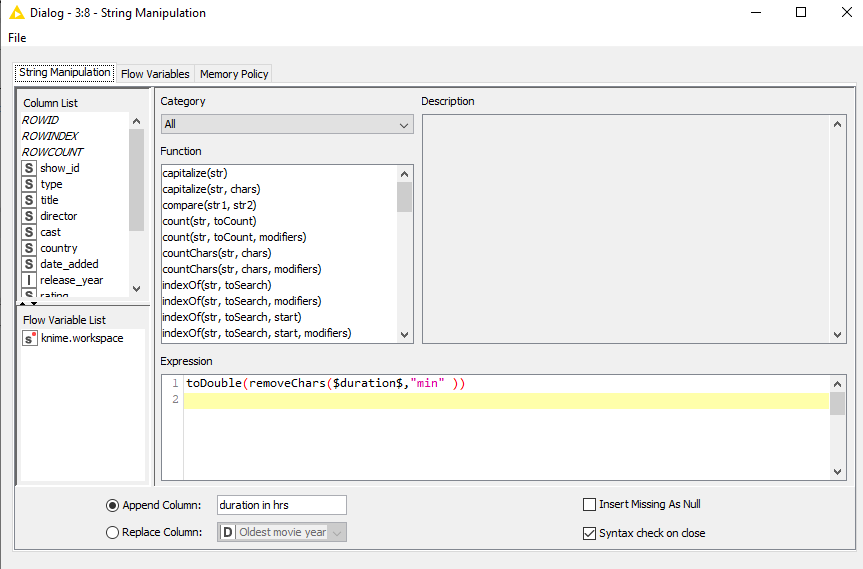 Dialog - 3:8 - String Manipulation
File
String Manipulation Flow Variables Memory Policy
Column List
ROWID
ROWINDEX
ROWCOUNT
S show_id
S type
S title
S director
S cast
S country
S date_added
I release_year
S rating
Flow Variable List
s knime.workspace
Category
All
Function
capitalize(str)
capitalize(str, chars)
compare(str1, str2)
count(str, toCount)
count(str, toCount, modifiers)
countChars(str, chars)
countChars(str, chars, modifiers)
indexOf(str, toSearch)
indexOf(str, toSearch, modifiers)
indexOf(str, toSearch, start)
indexOf(str, toSearch, start, modifiers)
Description
Expression
1 toDouble(removeChars($duration$,"min" ))
2
Append Column: duration in hrs
Replace Column: D Oldest movie year
Insert Missing As Null
Syntax check on close